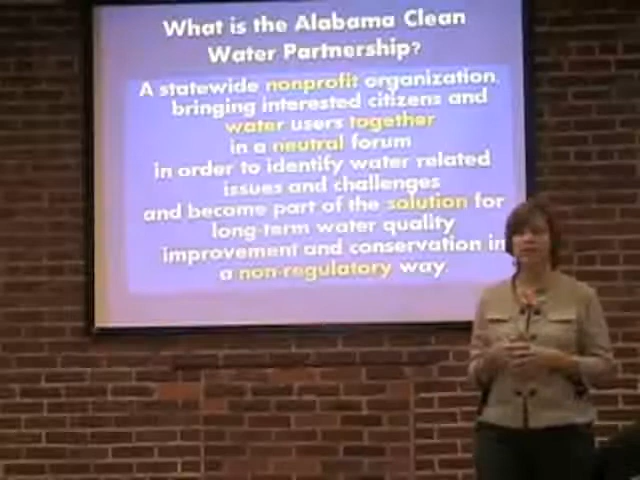 What is the Alabama Clean
Water Partnership?
A statewide nonprofit organization,
bringing interested citizens and
water users together
in a neutral forum
in order to identify water related
issues and challenges
and become part of the solution for
long-term water quality
improvement and conservation in
a non-regulatory way.